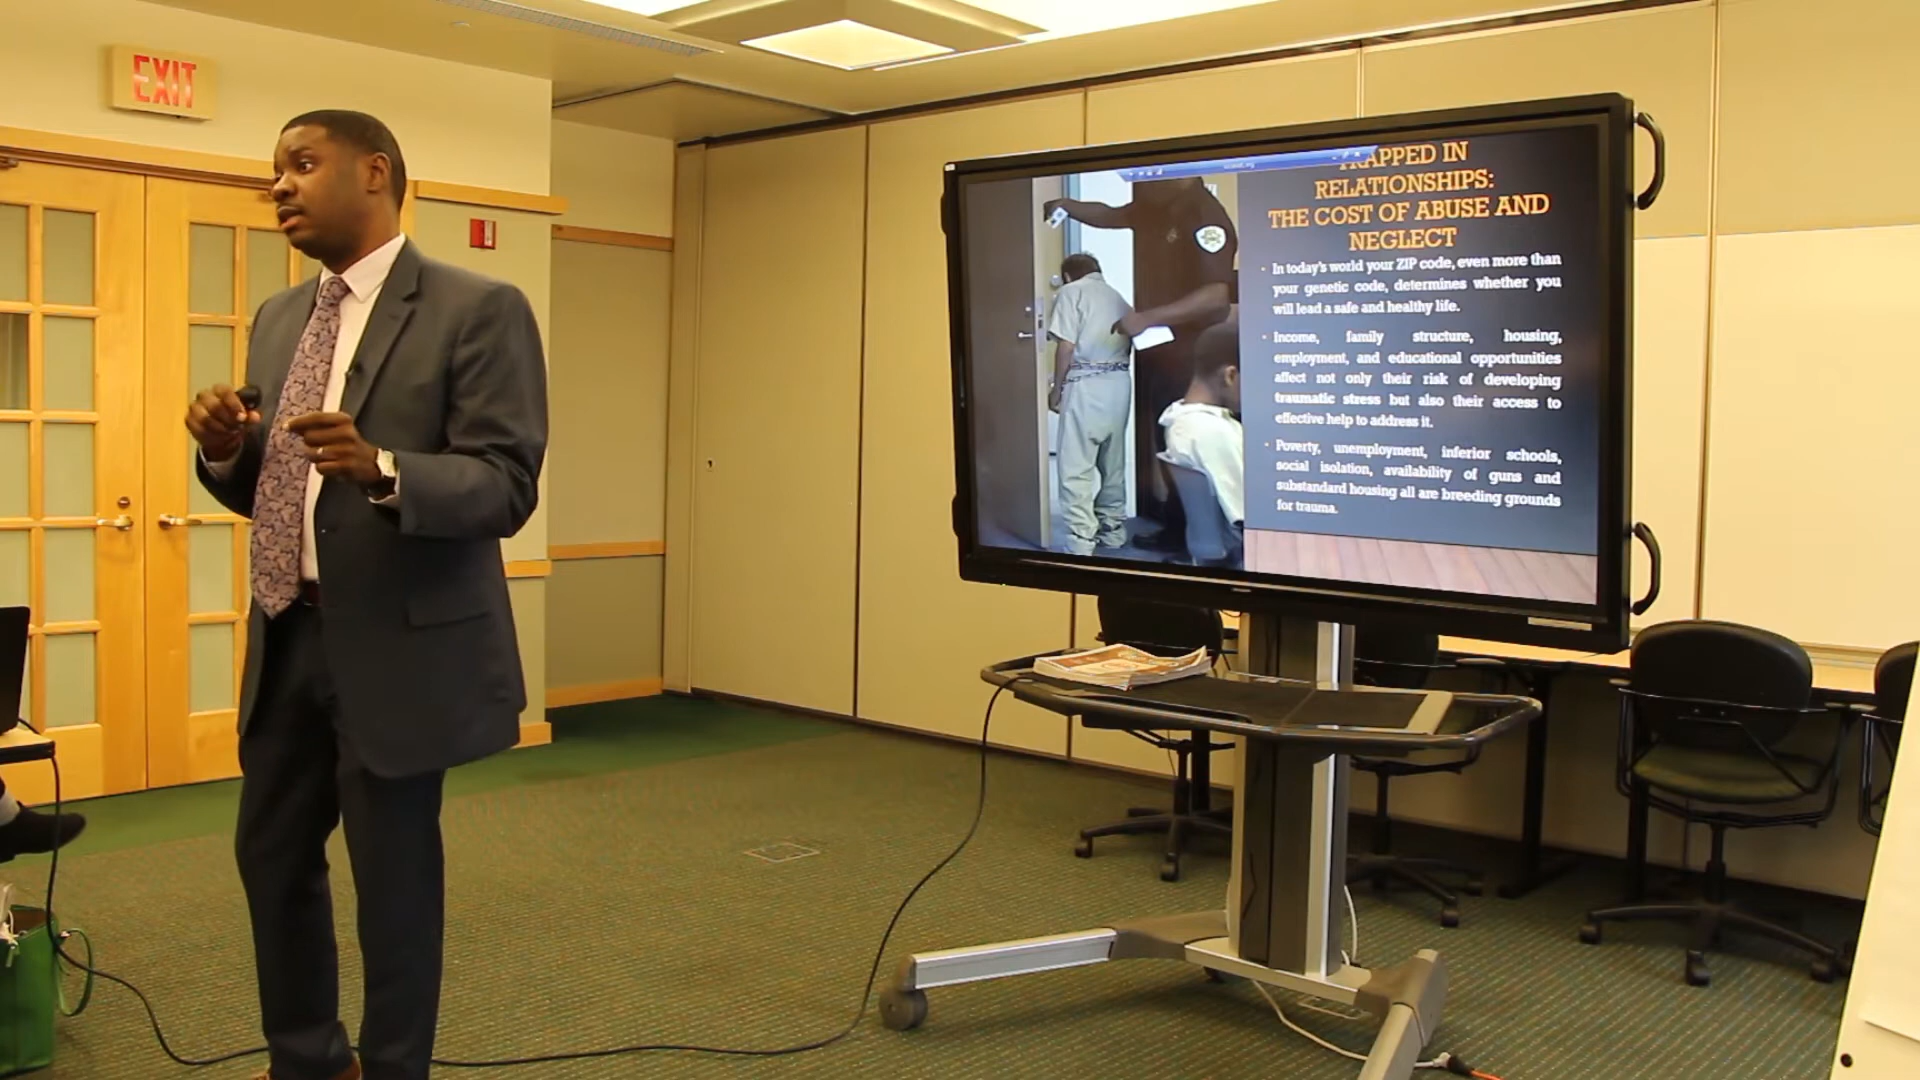 EXIT
TRAPPED IN
RELATIONSHIPS:
THE COST OF ABUSE AND
NEGLECT
In today's world your ZIP code, even more than
your genetic code, determines whether you
will lead a safe and healthy life.
Income, family structure, housing,
employment, and educational opportunities
affect not only their risk of developing
traumatic stress but also their access to
effective help to address it.
Poverty, unemployment, inferior schools,
social isolation, availability of guns and
substandard housing all are breeding grounds
for trauma.